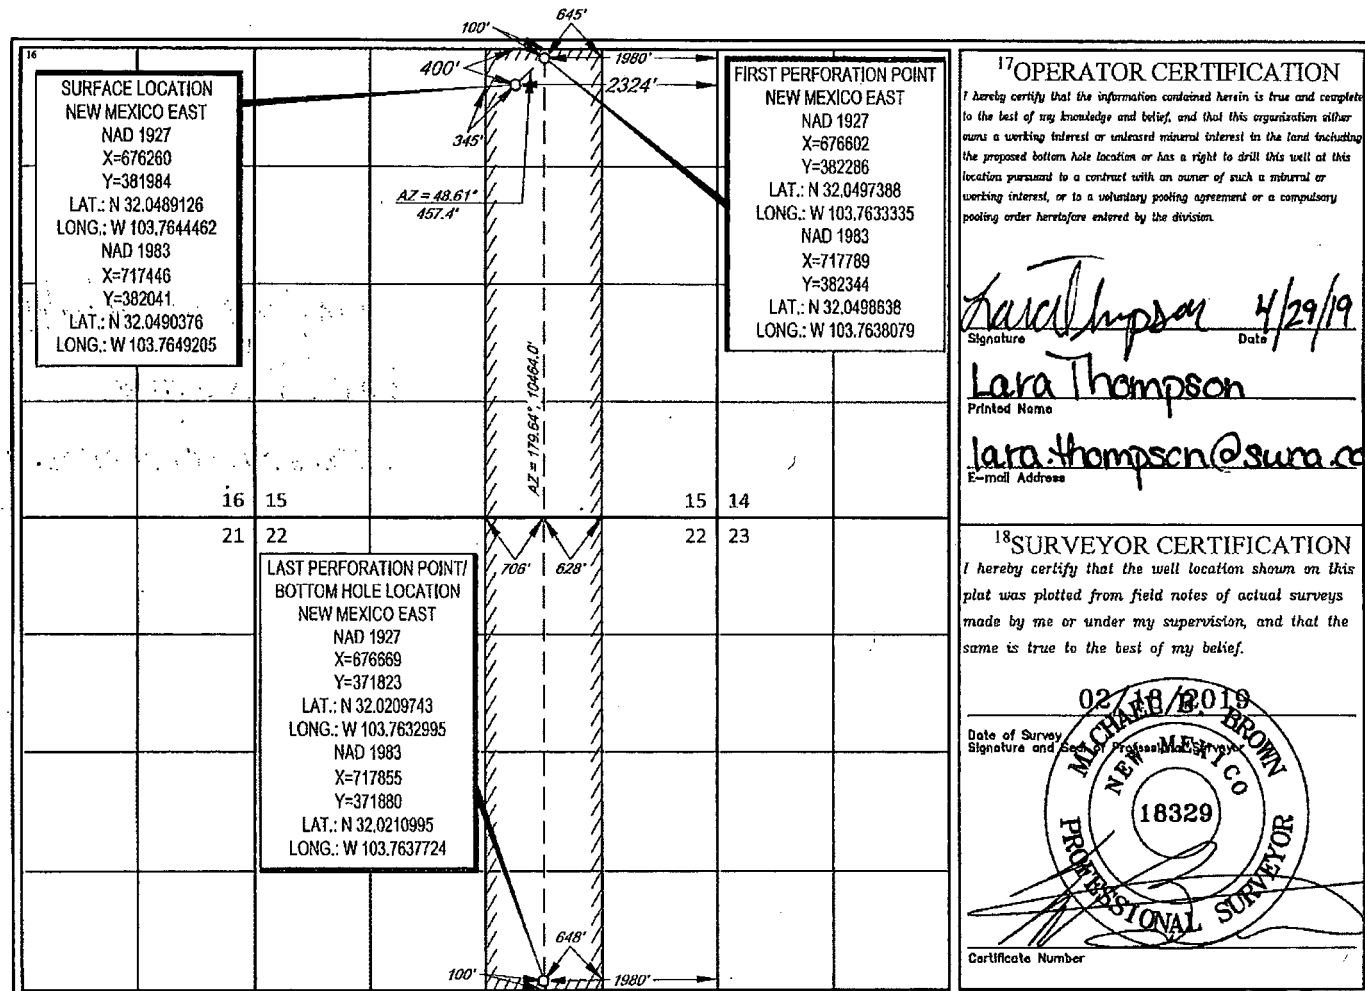 100'
645'
16
1980'
400'
2324'
345'
AZ = 48.61°
457.4'
SURFACE LOCATION
NEW MEXICO EAST
NAD 1927
X=676260
Y=381984
LAT.: N 32.0489126
LONG.: W 103.7644462
NAD 1983
X=717446
Y=382041
LAT.: N 32.0490376
LONG.: W 103.7649205
FIRST PERFORATION POINT
NEW MEXICO EAST
NAD 1927
X=676602
Y=382286
LAT.: N 32.0497388
LONG.: W 103.7633335
NAD 1983
X=717789
Y=382344
LAT.: N 32.0498638
LONG.: W 103.7638079
AZ = 179.64°, 10464.0'
16 15
15 14
21 22
22 23
706'
628'
LAST PERFORATION POINT/
BOTTOM HOLE LOCATION
NEW MEXICO EAST
NAD 1927
X=676669
Y=371823
LAT.: N 32.0209743
LONG.: W 103.7632995
NAD 1983
X=717855
Y=371880
LAT.: N 32.0210995
LONG.: W 103.7637724
648'
100'
1980'
17 OPERATOR CERTIFICATION
I hereby certify that the information contained herein is true and complete
to the best of my knowledge and belief, and that this organization either
owns a working interest or unleased mineral interest in the land including
the proposed bottom hole location or has a right to drill this well at this
location pursuant to a contract with an owner of such a mineral or
working interest, or to a voluntary pooling agreement or a compulsory
pooling order heretofore entered by the division.
Lara Thompson 4/29/19
Signature Date
Lara Thompson
Printed Name
lara.thompson@swca.co
E-mail Address
18 SURVEYOR CERTIFICATION
I hereby certify that the well location shown on this
plat was plotted from field notes of actual surveys
made by me or under my supervision, and that the
same is true to the best of my belief.
02/18/2019
Date of Survey
Signature and Seal of Professional Surveyor
MICHAEL B. BROWN
NEW MEXICO
18329
PROFESSIONAL SURVEYOR
Certificate Number